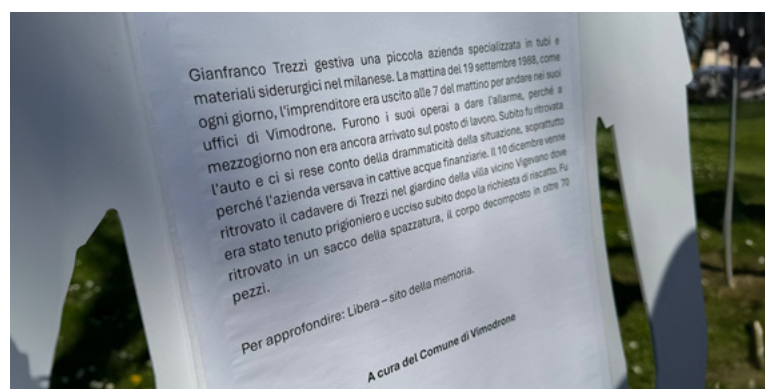 Gianfranco Trezzi gestiva una piccola azienda specializzata in tubi e
materiali siderurgici nel milanese. La mattina del 19 settembre 1988, come
ogni giorno, l'imprenditore era uscito alle 7 del mattino per andare nei suoi
uffici di Vimodrone. Furono i suoi operai a dare l'allarme, perché a
mezzogiorno non era ancora arrivato sul posto di lavoro. Subito fu ritrovata
l'auto e ci si rese conto della drammaticità della situazione, soprattutto
perché l'azienda versava in cattive acque finanziarie. Il 10 dicembre venne
ritrovato il cadavere di Trezzi nel giardino della villa vicino Vigevano dove
era stato tenuto prigioniero e ucciso subito dopo la richiesta di riscatto. Fu
ritrovato in un sacco della spazzatura, il corpo decomposto in oltre 70
pezzi.
Per approfondire: Libera – sito della memoria.
A cura del Comune di Vimodrone